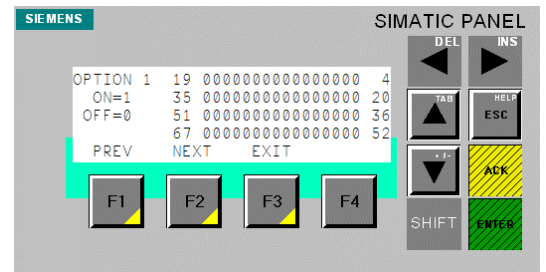 SIEMENS
SIMATIC PANEL
DEL
INS
OPTION 1 19 0000000000000000 4
ON=1 35 0000000000000000 20
OFF=0 51 0000000000000000 36
67 0000000000000000 52
PREV NEXT EXIT
TAB
HELP
ESC
+/-
ACK
F1 F2 F3 F4
SHIFT
ENTER